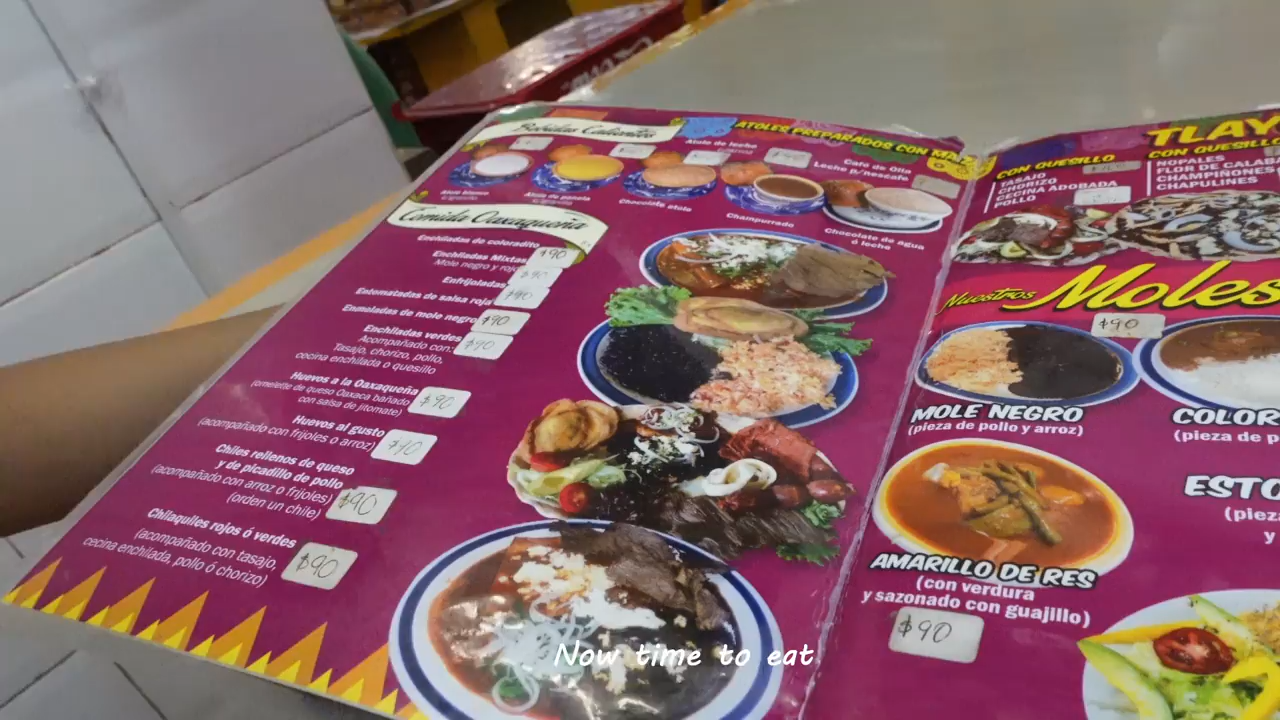 Bebidas Calientes
ATOLES PREPARADOS CON
Atole de leche
Café de Olla
Leche p/nescafe
Atole blanco
Atole de panela
Chocolate atole
Champurrado
Chocolate de agua
ó leche
Comida Oaxaqueña
Enchiladas de coloradito
$90
Enchiladas Mixtas
Mole negro y rojo
$90
Enfrijoladas
$90
Entomatadas de salsa roja
Enmoladas de mole negro
$90
Enchiladas verdes
$90
Acompañado con:
Tasajo, chorizo, pollo,
cecina enchilada o quesillo
Huevos a la Oaxaqueña
(omelette de queso Oaxaca bañado
con salsa de jitomate)
$90
Huevos al gusto
(acompañado con frijoles o arroz)
$90
Chiles rellenos de queso
y de picadillo de pollo
(acompañado con arroz o frijoles)
(orden un chile)
$90
Chilaquiles rojos ó verdes
(acompañado con tasajo,
cecina enchilada, pollo ó chorizo)
$90
TLAY
CON QUESILLO
TASAJO
CHORIZO
CECINA ADOBADA
POLLO
CON QUESILLO
NOPALES
FLOR DE CALABA
CHAMPIÑONES
CHAPULINES
Nuestros Moles
$90
MOLE NEGRO
(pieza de pollo y arroz)
COLOR
(pieza de p
AMARILLO DE RES
(con verdura
y sazonado con guajillo)
$90
ESTO
(piez
y
Now time to eat